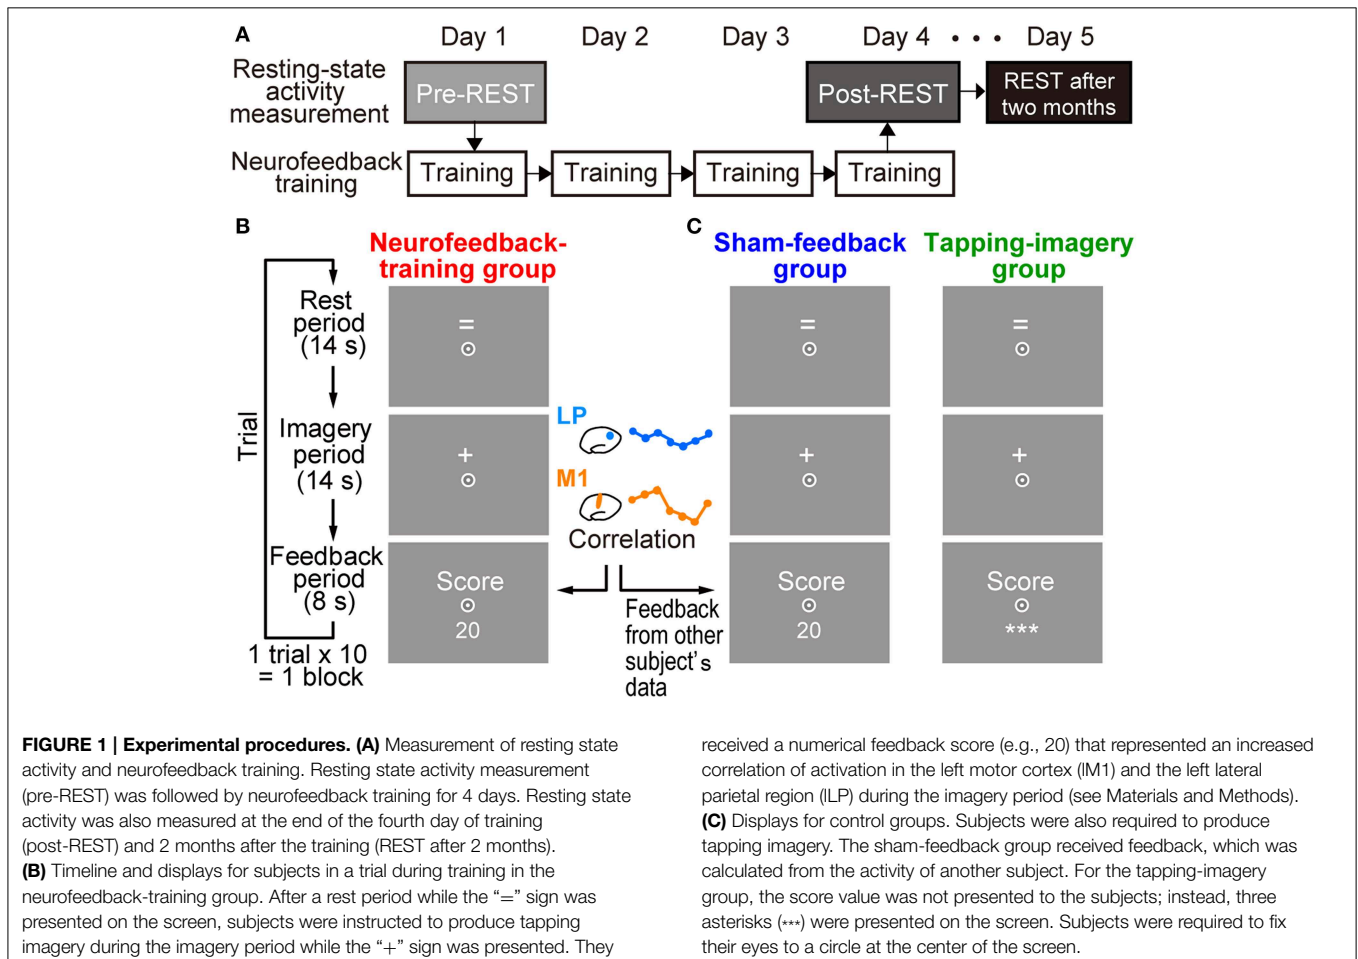 A
Day 1
Day 2
Day 3
Day 4
• • •
Day 5
Resting-state
activity
measurement
Pre-REST
Post-REST
REST after
two months
Neurofeedback
training
Training
Training
Training
Training
B
Neurofeedback-
training group
Trial
Rest
period
(14 s)
=
Imagery
period
(14 s)
+
Feedback
period
(8 s)
Score
20
1 trial x 10
= 1 block
LP
M1
Correlation
Feedback
from other
subject's
data
C
Sham-feedback
group
=
+
Score
20
Tapping-imagery
group
=
+
Score
***
FIGURE 1 | Experimental procedures. (A) Measurement of resting state
activity and neurofeedback training. Resting state activity measurement
(pre-REST) was followed by neurofeedback training for 4 days. Resting state
activity was also measured at the end of the fourth day of training
(post-REST) and 2 months after the training (REST after 2 months).
(B) Timeline and displays for subjects in a trial during training in the
neurofeedback-training group. After a rest period while the “=” sign was
presented on the screen, subjects were instructed to produce tapping
imagery during the imagery period while the “+” sign was presented. They
received a numerical feedback score (e.g., 20) that represented an increased
correlation of activation in the left motor cortex (lM1) and the left lateral
parietal region (lLP) during the imagery period (see Materials and Methods).
(C) Displays for control groups. Subjects were also required to produce
tapping imagery. The sham-feedback group received feedback, which was
calculated from the activity of another subject. For the tapping-imagery
group, the score value was not presented to the subjects; instead, three
asterisks (***) were presented on the screen. Subjects were required to fix
their eyes to a circle at the center of the screen.